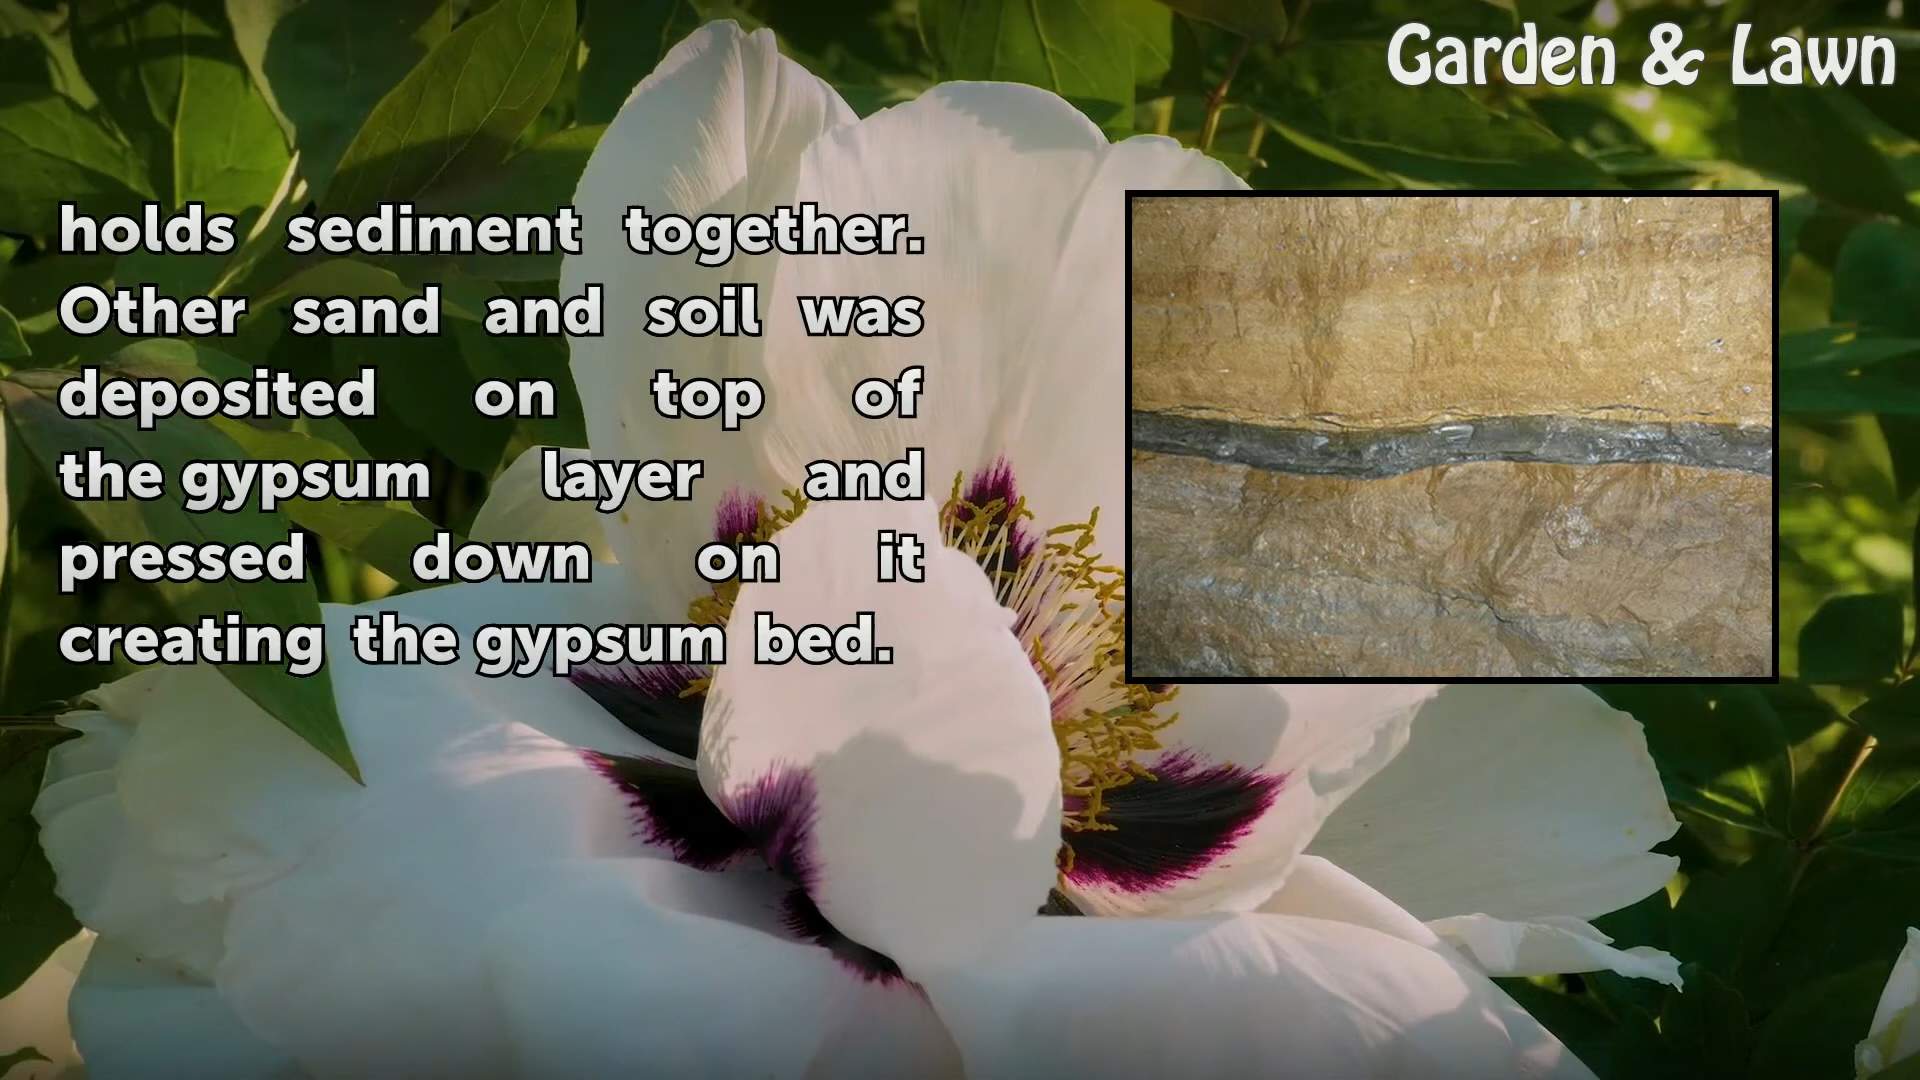 Garden & Lawn
holds sediment together.
Other sand and soil was
deposited on top of
the gypsum layer and
pressed down on it
creating the gypsum bed.